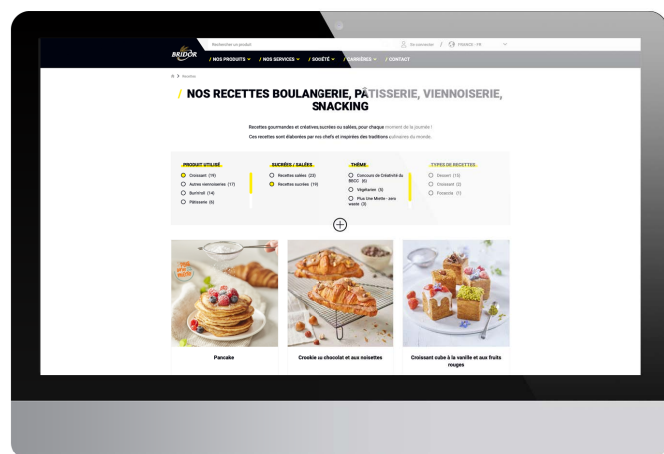 Rechercher un produit
Se connecter / FRANCE - FR
BRIDOR
/ NOS PRODUITS / NOS SERVICES / SOCIÉTÉ / CARRIÈRES / CONTACT
> Recettes
/ NOS RECETTES BOULANGERIE, PÂTISSERIE, VIENNOISERIE,
SNACKING
Recettes gourmandes et créatives,sucrées ou salées, pour chaque moment de la journée !
Ces recettes sont élaborées par nos chefs et inspirées des traditions culinaires du monde.
PRODUIT UTILISÉ
Croissant (19)
Autres viennoiseries (17)
Bun'n'roll (14)
Pâtisserie (6)
SUCRÉES / SALÉES
Recettes salées (23)
Recettes sucrées (19)
THÈME
Concours de Créativité du
BECC (6)
Végétarien (5)
Plus Une Miette - zero
waste (3)
TYPES DE RECETTES
Dessert (15)
Croissant (2)
Focaccia (1)
Pancake
Crookie au chocolat et aux noisettes
Croissant cube à la vanille et aux fruits
rouges